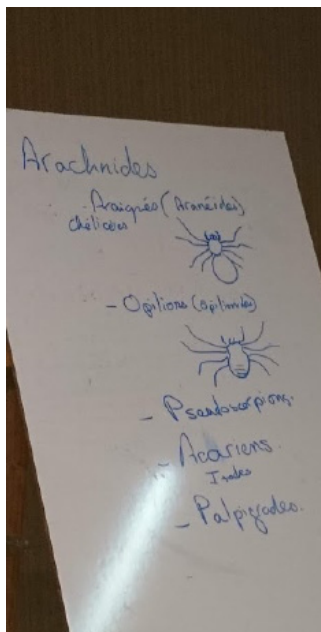 Arachnides
- Araignées (Aranéides)
Chélicères
- Opilions (Opilionides)
- Pseudoscorpions.
- Acariens.
Ixodes
- Palpigrades.